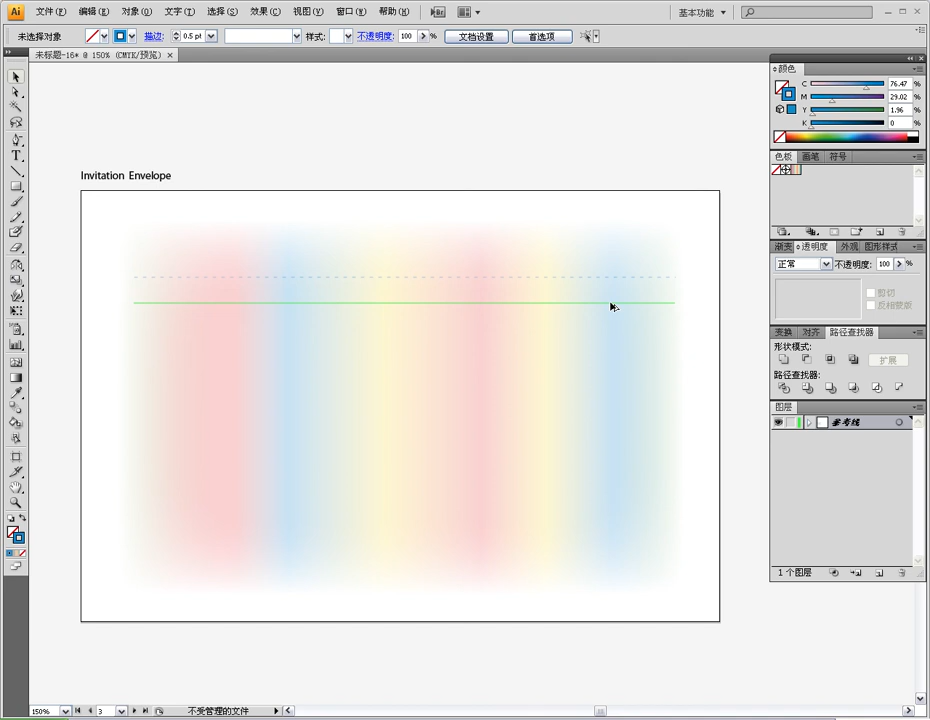 Ai 文件(F) 编辑(E) 对象(O) 文字(T) 选择(S) 效果(C) 视图(V) 窗口(W) 帮助(H) Br 基本功能
未选择对象 描边: 0.5 pt 样式: 不透明度: 100 % 文档设置 首选项
未标题-16* @ 150% (CMYK/预览) ×
颜色
C 76.47 %
M 29.02 %
Y 1.96 %
K 0 %
色板 画笔 符号
Invitation Envelope
渐变 透明度 外观 图形样式
正常 不透明度: 100 %
剪切
反相蒙版
变换 对齐 路径查找器
形状模式:
扩展
路径查找器:
图层
参考线
1 个图层
150% 3 不受管理的文件